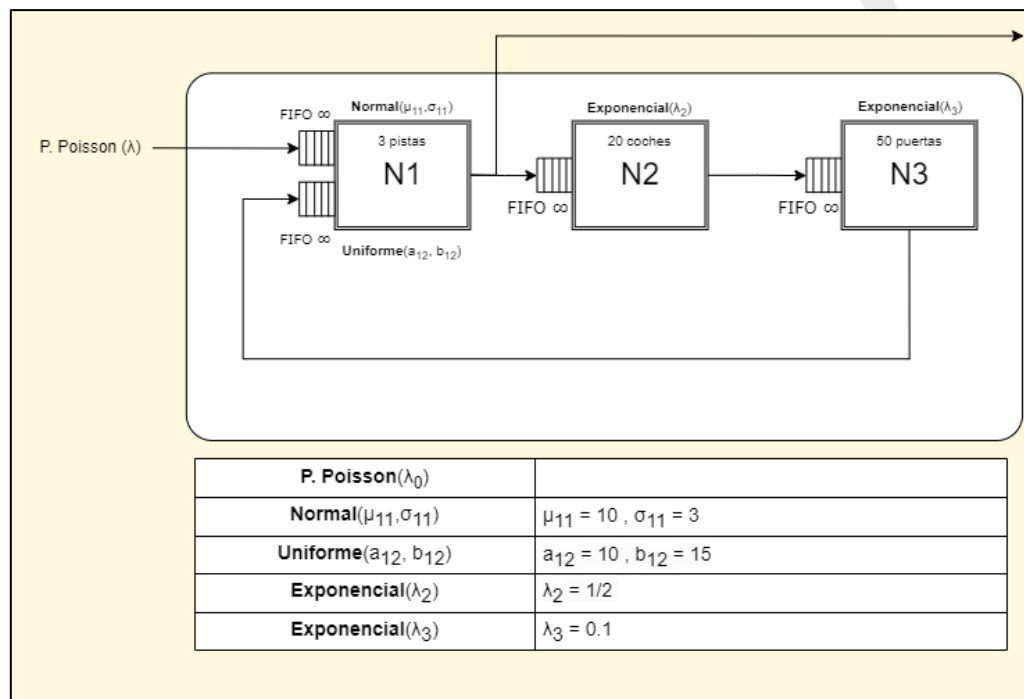 Normal(μ₁₁,σ₁₁)
Exponencial(λ₂)
Exponencial(λ₃)
FIFO ∞
P. Poisson (λ)
3 pistas
N1
20 coches
N2
50 puertas
N3
FIFO ∞
FIFO ∞
FIFO ∞
Uniforme(a₁₂, b₁₂)
P. Poisson(λ₀)
Normal(μ₁₁,σ₁₁) μ₁₁ = 10 , σ₁₁ = 3
Uniforme(a₁₂, b₁₂) a₁₂ = 10 , b₁₂ = 15
Exponencial(λ₂) λ₂ = 1/2
Exponencial(λ₃) λ₃ = 0.1